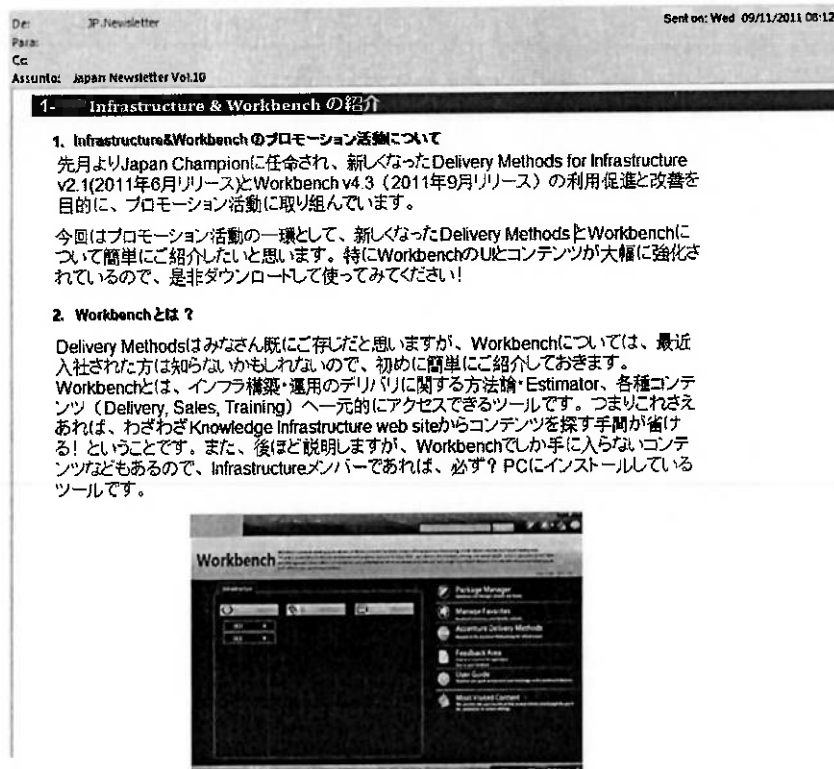 De: JP.Newsletter
Sent on: Wed 09/11/2011 08:12
Para:
Cc
Assunto: Japan Newsletter Vol.10
1- Infrastructure & Workbench の紹介
1. Infrastructure&Workbench のプロモーション活動について
先月よりJapan Championに任命され、新しくなったDelivery Methods for Infrastructure
v2.1(2011年6月リリース)とWorkbench v4.3（2011年9月リリース）の利用促進と改善を
目的に、プロモーション活動に取り組んでいます。
今回はプロモーション活動の一環として、新しくなったDelivery MethodsとWorkbenchに
ついて簡単にご紹介したいと思います。特にWorkbenchのUIとコンテンツが大幅に強化さ
れているので、是非ダウンロードして使ってみてください!
2. Workbenchとは？
Delivery Methodsはみなさん既にご存じだと思いますが、Workbenchについては、最近
入社された方は知らないかもしれないので、初めに簡単にご紹介しておきます。
Workbenchとは、インフラ構築・運用のデリバリに関する方法論・Estimator、各種コンテ
ンツ（Delivery, Sales, Training）へ一元的にアクセスできるツールです。つまりこれさえ
あれば、わざわざKnowledge Infrastructure web siteからコンテンツを探す手間が省け
る！ということです。また、後ほど説明しますが、Workbenchでしか手に入らないコンテ
ンツなどもあるので、Infrastructureメンバーであれば、必ず？PCにインストールしている
ツールです。
Workbench
Infrastructure
Package Manager
Manage Favorites
Accenture Delivery Methods
Feedback Area
User Guide
Most Visited Content